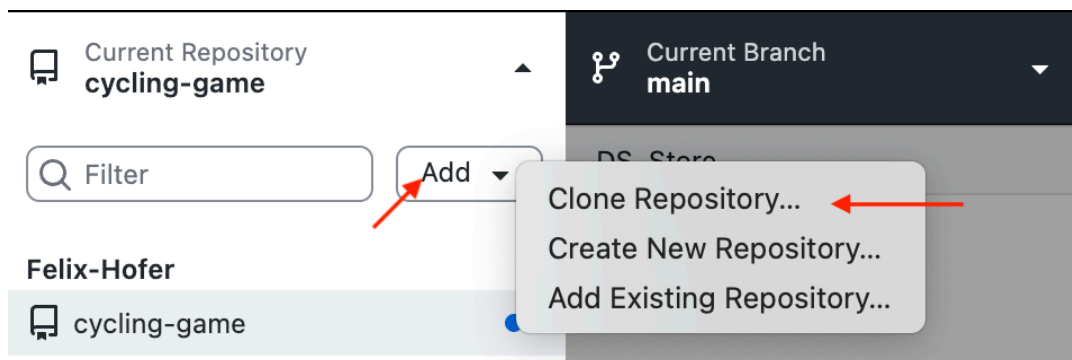 Current Repository
cycling-game
Current Branch
main
Filter
Add
DS_Store
Clone Repository...
Create New Repository...
Add Existing Repository...
Felix-Hofer
cycling-game